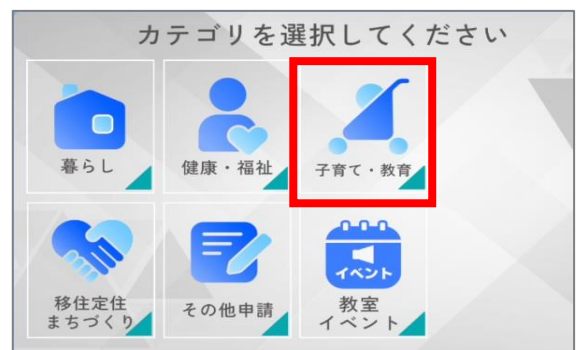 カテゴリを選択してください
暮らし
健康・福祉
子育て・教育
移住定住
まちづくり
その他申請
イベント
教室
イベント